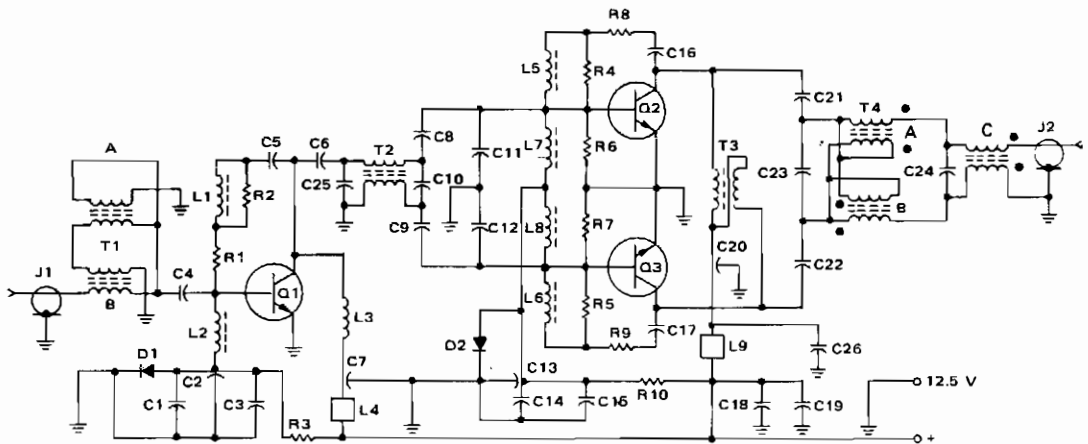 R8
C16
L5
R4
Q2
C21
T4
A
C
J2
A
C5
C6
T2
C8
C11
L7
R6
T3
C23
C24
L1
R2
C25
C10
B
T1
C9
C12
L8
R7
C20
C22
J1
C4
R1
Q1
Q3
B
L2
L3
L6
R5
D1
C7
D2
R9
C17
L9
C26
C2
C13
C1
C3
L4
C14
C15
R10
C18
C19
12.5 V
R3
+